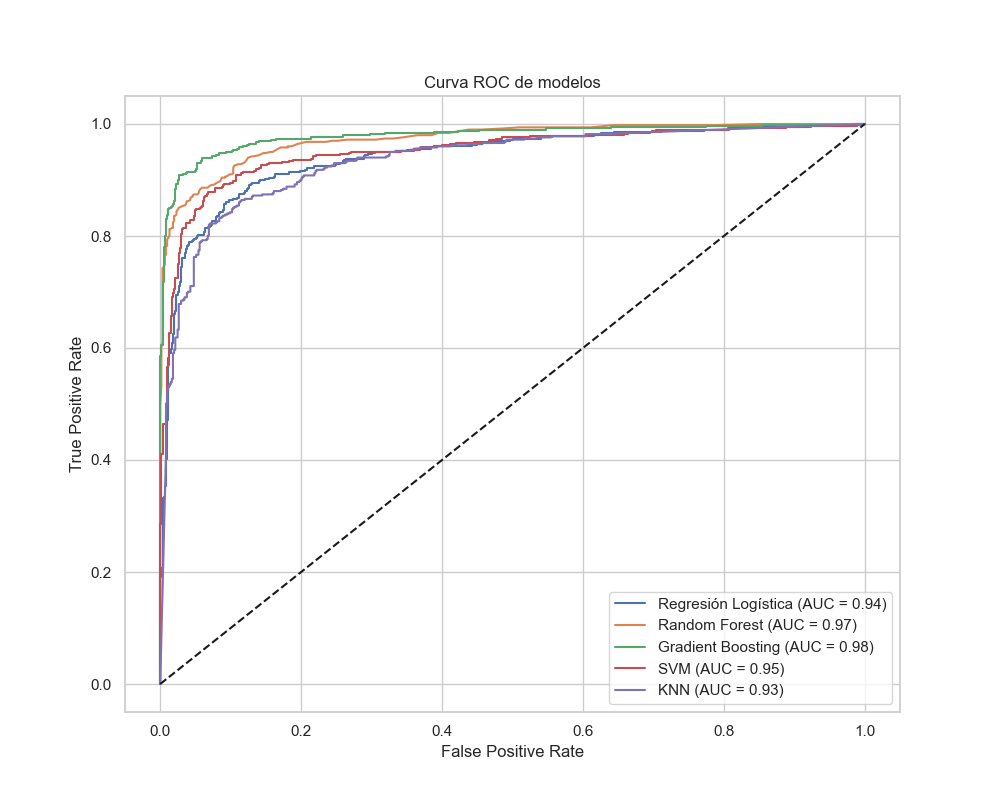 Curva ROC de modelos
True Positive Rate
1.0
0.8
0.6
0.4
0.2
0.0
0.0 0.2 0.4 0.6 0.8 1.0
False Positive Rate
Regresión Logística (AUC = 0.94)
Random Forest (AUC = 0.97)
Gradient Boosting (AUC = 0.98)
SVM (AUC = 0.95)
KNN (AUC = 0.93)